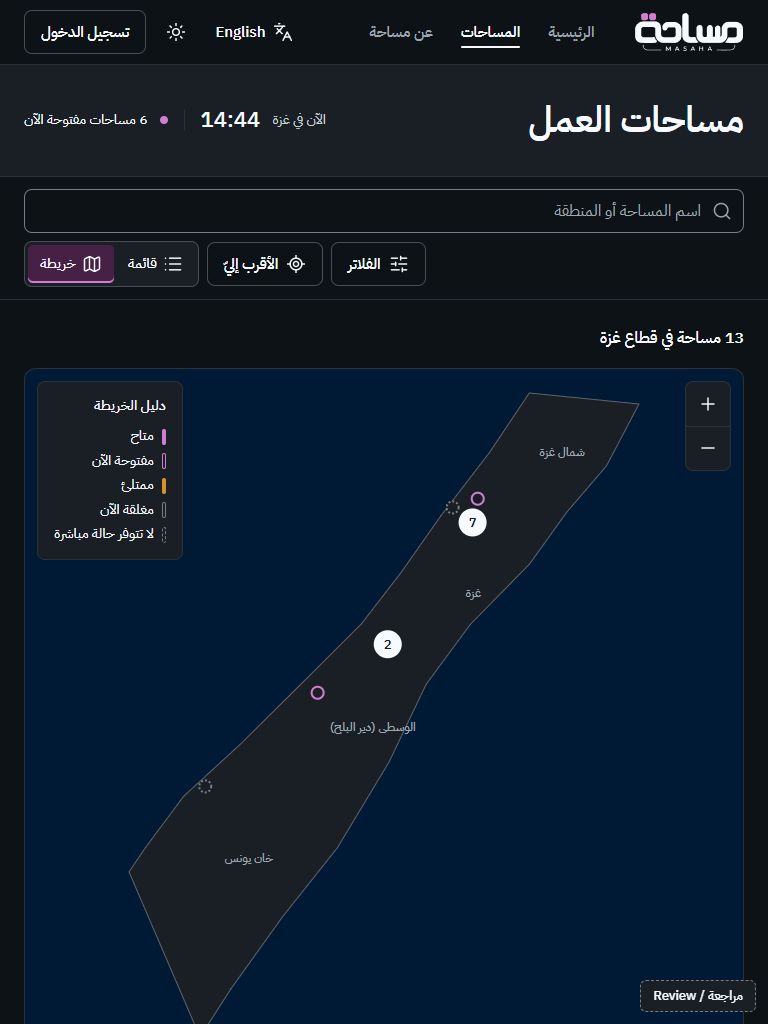 مساحة
MASAHA
الرئيسية
المساحات
عن مساحة
English
تسجيل الدخول
مساحات العمل
الآن في غزة 14:44
6 مساحات مفتوحة الآن
اسم المساحة أو المنطقة
الفلاتر
الأقرب إليّ
قائمة
خريطة
13 مساحة في قطاع غزة
+
−
دليل الخريطة
متاح
مفتوحة الآن
ممتلئ
مغلقة الآن
لا تتوفر حالة مباشرة
شمال غزة
7
غزة
2
الوسطى (دير البلح)
خان يونس
مراجعة / Review